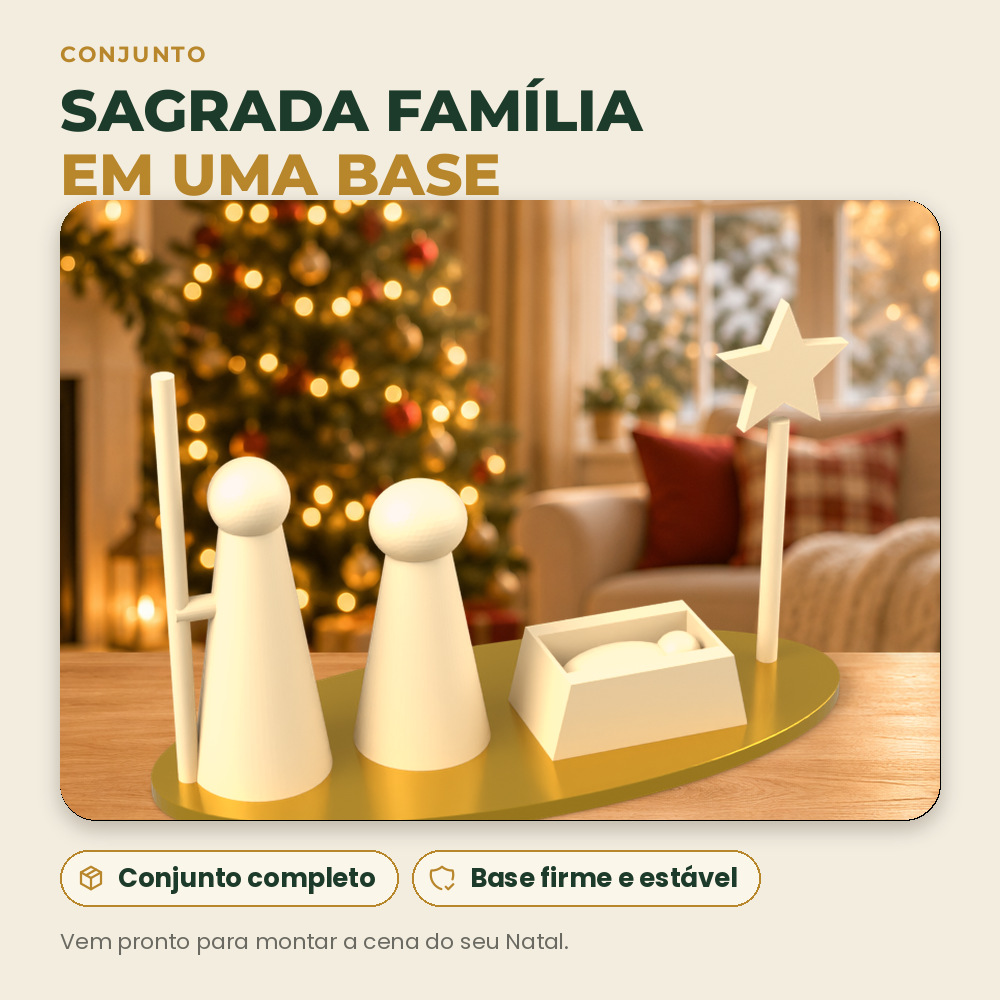 CONJUNTO
SAGRADA FAMÍLIA
EM UMA BASE
Conjunto completo
Base firme e estável
Vem pronto para montar a cena do seu Natal.